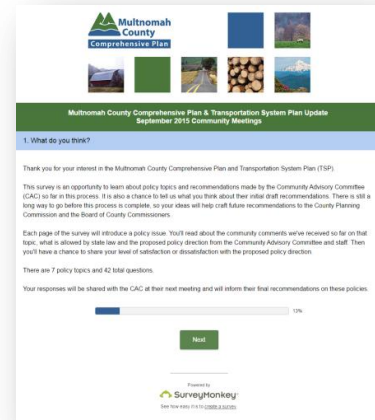 Multnomah
County
Comprehensive Plan
Multnomah County Comprehensive Plan & Transportation System Plan Update
September 2015 Community Meetings
1. What do you think?
Thank you for your interest in the Multnomah County Comprehensive Plan and Transportation System Plan (TSP)
This survey is an opportunity to learn about policy topics and recommendations made by the Community Advisory Committee
(CAC) so far in this process. It is also a chance to tell us what you think about their initial draft recommendations. There is still a
long way to go before this process is complete, so your ideas will help craft future recommendations to the County Planning
Commission and the Board of County Commissioners.
Each page of the survey will introduce a policy issue. You'll read about the community comments we've received so far on that
topic, what is allowed by state law and the proposed policy direction from the Community Advisory Committee and staff. Then
you'll have a chance to share your level of satisfaction or dissatisfaction with the proposed policy direction.
There are 7 policy topics and 42 total questions.
Your responses will be shared with the CAC at their next meeting and will inform their final recommendations on these policies.
13%
Next
Powered by
SurveyMonkey
See how easy it is to create a survey.